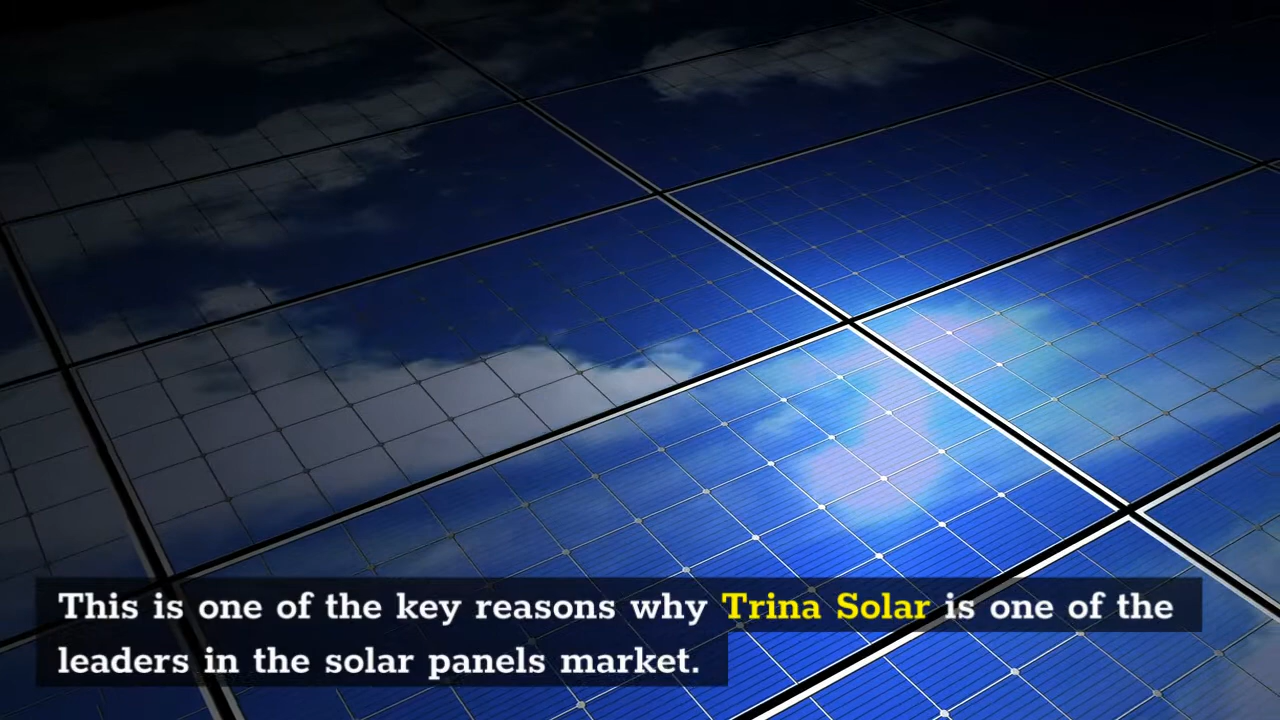 This is one of the key reasons why Trina Solar is one of the
leaders in the solar panels market.